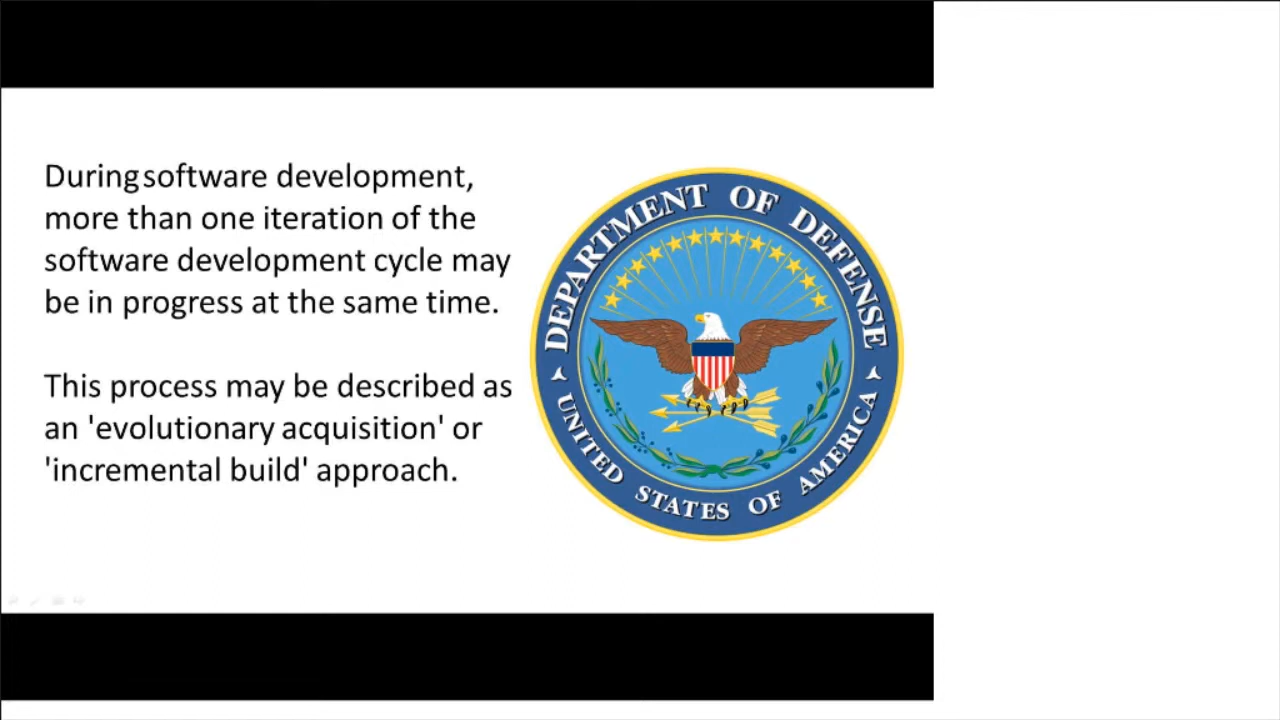 During software development,
more than one iteration of the
software development cycle may
be in progress at the same time.
This process may be described as
an 'evolutionary acquisition' or
'incremental build' approach.
DEPARTMENT OF DEFENSE
UNITED STATES OF AMERICA